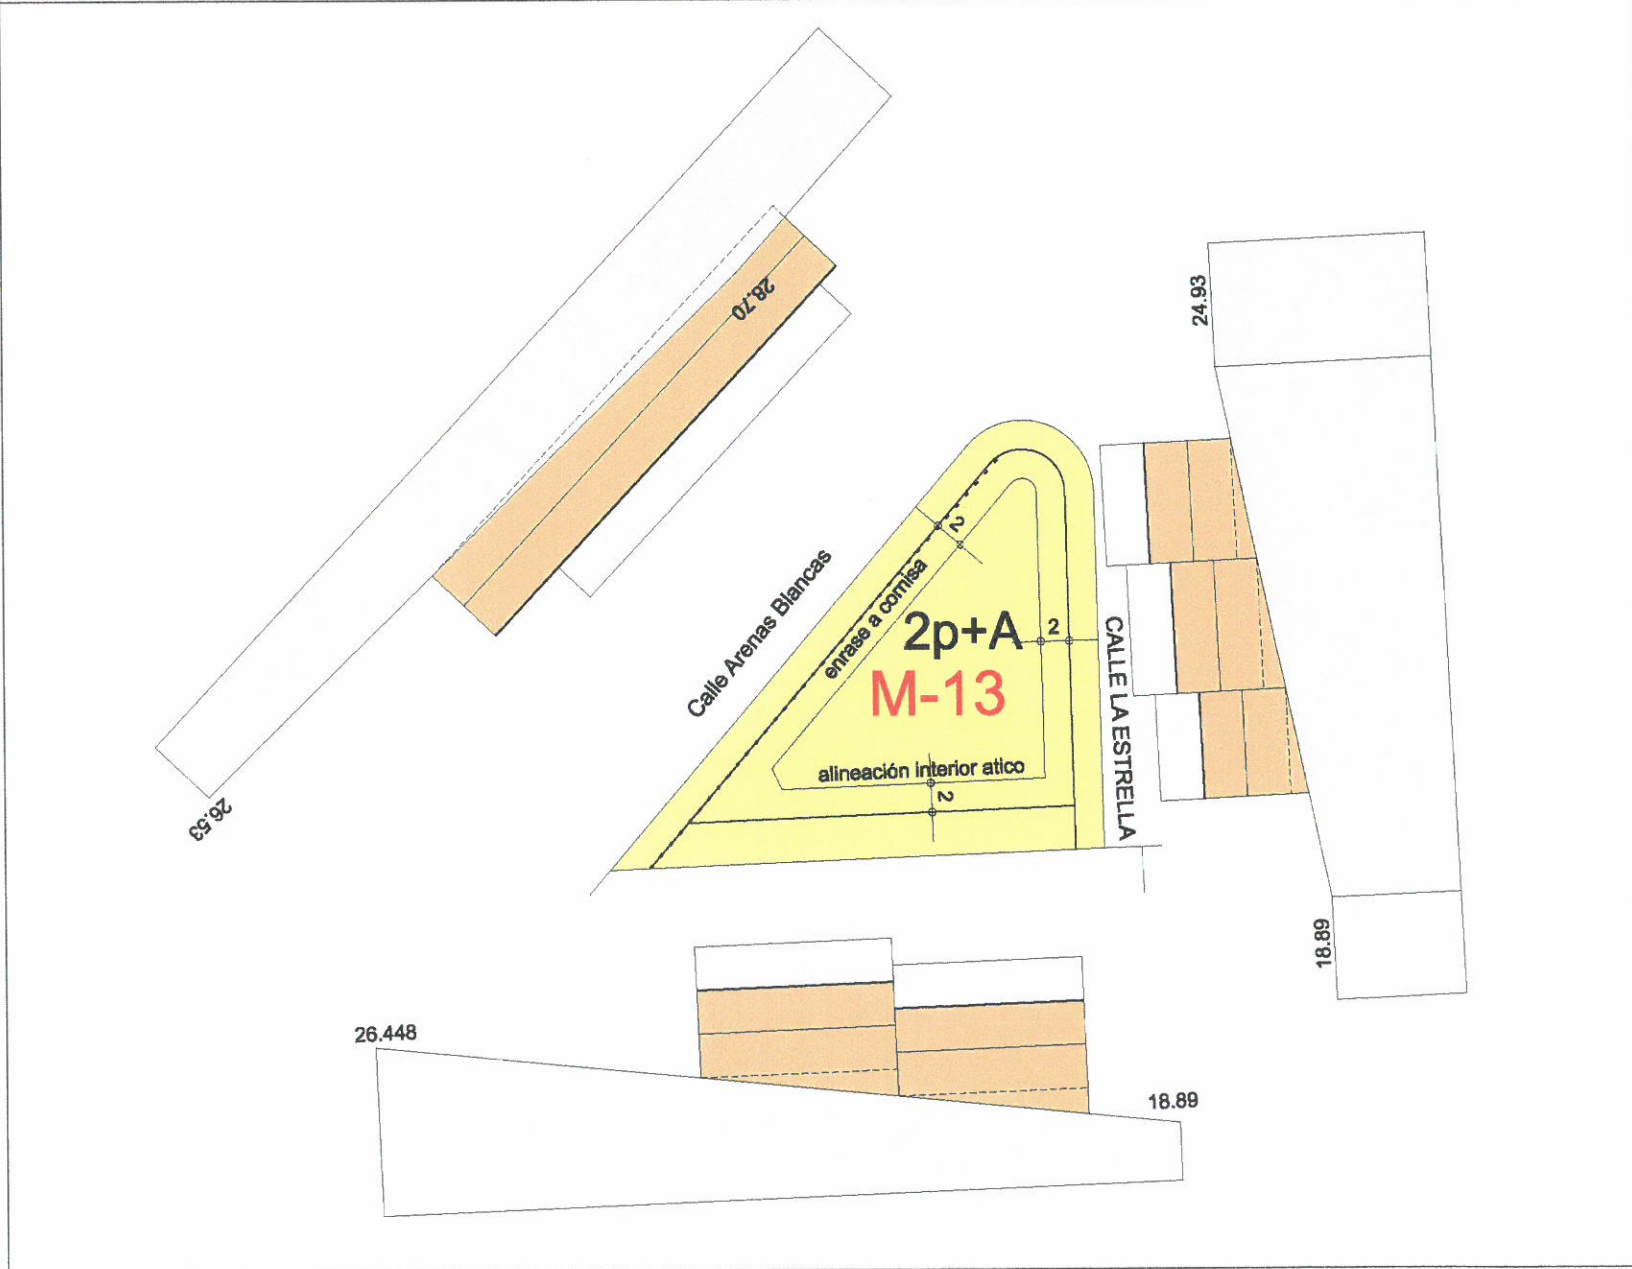 28.70
24.93
2
Calle Arenas Blancas
enrase a cornisa
2p+A
2
M-13
CALLE LA ESTRELLA
alineación interior atico
2
26.53
18.89
26.448
18.89